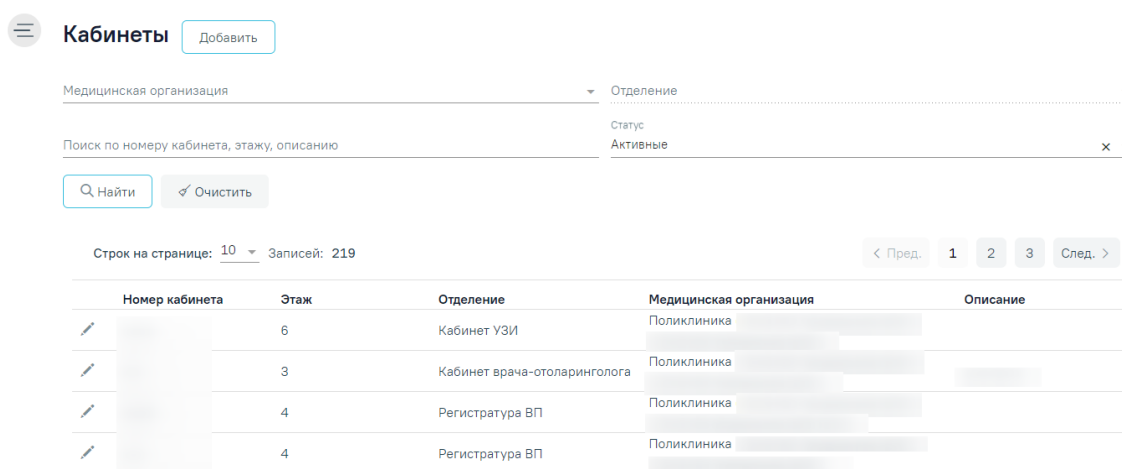 Кабинеты Добавить
Медицинская организация Отделение
Статус
Поиск по номеру кабинета, этажу, описанию Активные
Найти Очистить
Строк на странице: 10 Записей: 219 Пред. 1 2 3 След.
Номер кабинета Этаж Отделение Медицинская организация Описание
6 Кабинет УЗИ Поликлиника
3 Кабинет врача-отоларинголога Поликлиника
4 Регистратура ВП Поликлиника
4 Регистратура ВП Поликлиника